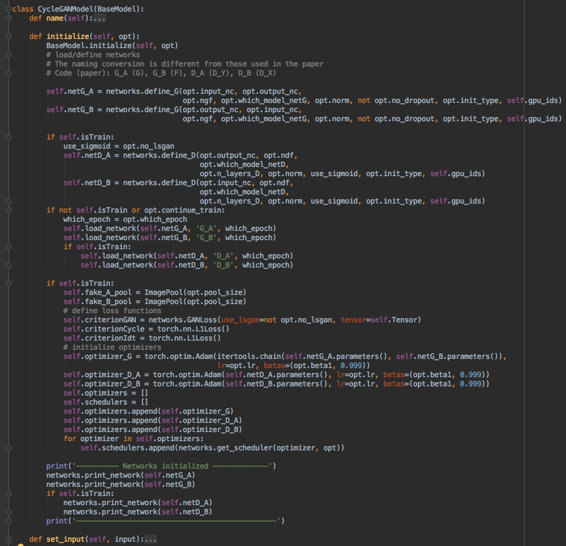 class CycleGANModel(BaseModel):
    def name(self):...

    def initialize(self, opt):
        BaseModel.initialize(self, opt)
        # load/define networks
        # The naming conversion is different from those used in the paper
        # Code (paper): G_A (G), G_B (F), D_A (D_Y), D_B (D_X)

        self.netG_A = networks.define_G(opt.input_nc, opt.output_nc,
                                        opt.ngf, opt.which_model_netG, opt.norm, not opt.no_dropout, opt.init_type, self.gpu_ids)
        self.netG_B = networks.define_G(opt.output_nc, opt.input_nc,
                                        opt.ngf, opt.which_model_netG, opt.norm, not opt.no_dropout, opt.init_type, self.gpu_ids)

        if self.isTrain:
            use_sigmoid = opt.no_lsgan
            self.netD_A = networks.define_D(opt.output_nc, opt.ndf,
                                            opt.which_model_netD,
                                            opt.n_layers_D, opt.norm, use_sigmoid, opt.init_type, self.gpu_ids)
            self.netD_B = networks.define_D(opt.input_nc, opt.ndf,
                                            opt.which_model_netD,
                                            opt.n_layers_D, opt.norm, use_sigmoid, opt.init_type, self.gpu_ids)
        if not self.isTrain or opt.continue_train:
            which_epoch = opt.which_epoch
            self.load_network(self.netG_A, 'G_A', which_epoch)
            self.load_network(self.netG_B, 'G_B', which_epoch)
            if self.isTrain:
                self.load_network(self.netD_A, 'D_A', which_epoch)
                self.load_network(self.netD_B, 'D_B', which_epoch)

        if self.isTrain:
            self.fake_A_pool = ImagePool(opt.pool_size)
            self.fake_B_pool = ImagePool(opt.pool_size)
            # define loss functions
            self.criterionGAN = networks.GANLoss(use_lsgan=not opt.no_lsgan, tensor=self.Tensor)
            self.criterionCycle = torch.nn.L1Loss()
            self.criterionIdt = torch.nn.L1Loss()
            # initialize optimizers
            self.optimizer_G = torch.optim.Adam(itertools.chain(self.netG_A.parameters(), self.netG_B.parameters()),
                                                lr=opt.lr, betas=(opt.beta1, 0.999))
            self.optimizer_D_A = torch.optim.Adam(self.netD_A.parameters(), lr=opt.lr, betas=(opt.beta1, 0.999))
            self.optimizer_D_B = torch.optim.Adam(self.netD_B.parameters(), lr=opt.lr, betas=(opt.beta1, 0.999))
            self.optimizers = []
            self.schedulers = []
            self.optimizers.append(self.optimizer_G)
            self.optimizers.append(self.optimizer_D_A)
            self.optimizers.append(self.optimizer_D_B)
            for optimizer in self.optimizers:
                self.schedulers.append(networks.get_scheduler(optimizer, opt))

        print('---------- Networks initialized -------------')
        networks.print_network(self.netG_A)
        networks.print_network(self.netG_B)
        if self.isTrain:
            networks.print_network(self.netD_A)
            networks.print_network(self.netD_B)
        print('-----------------------------------------------')

    def set_input(self, input):...